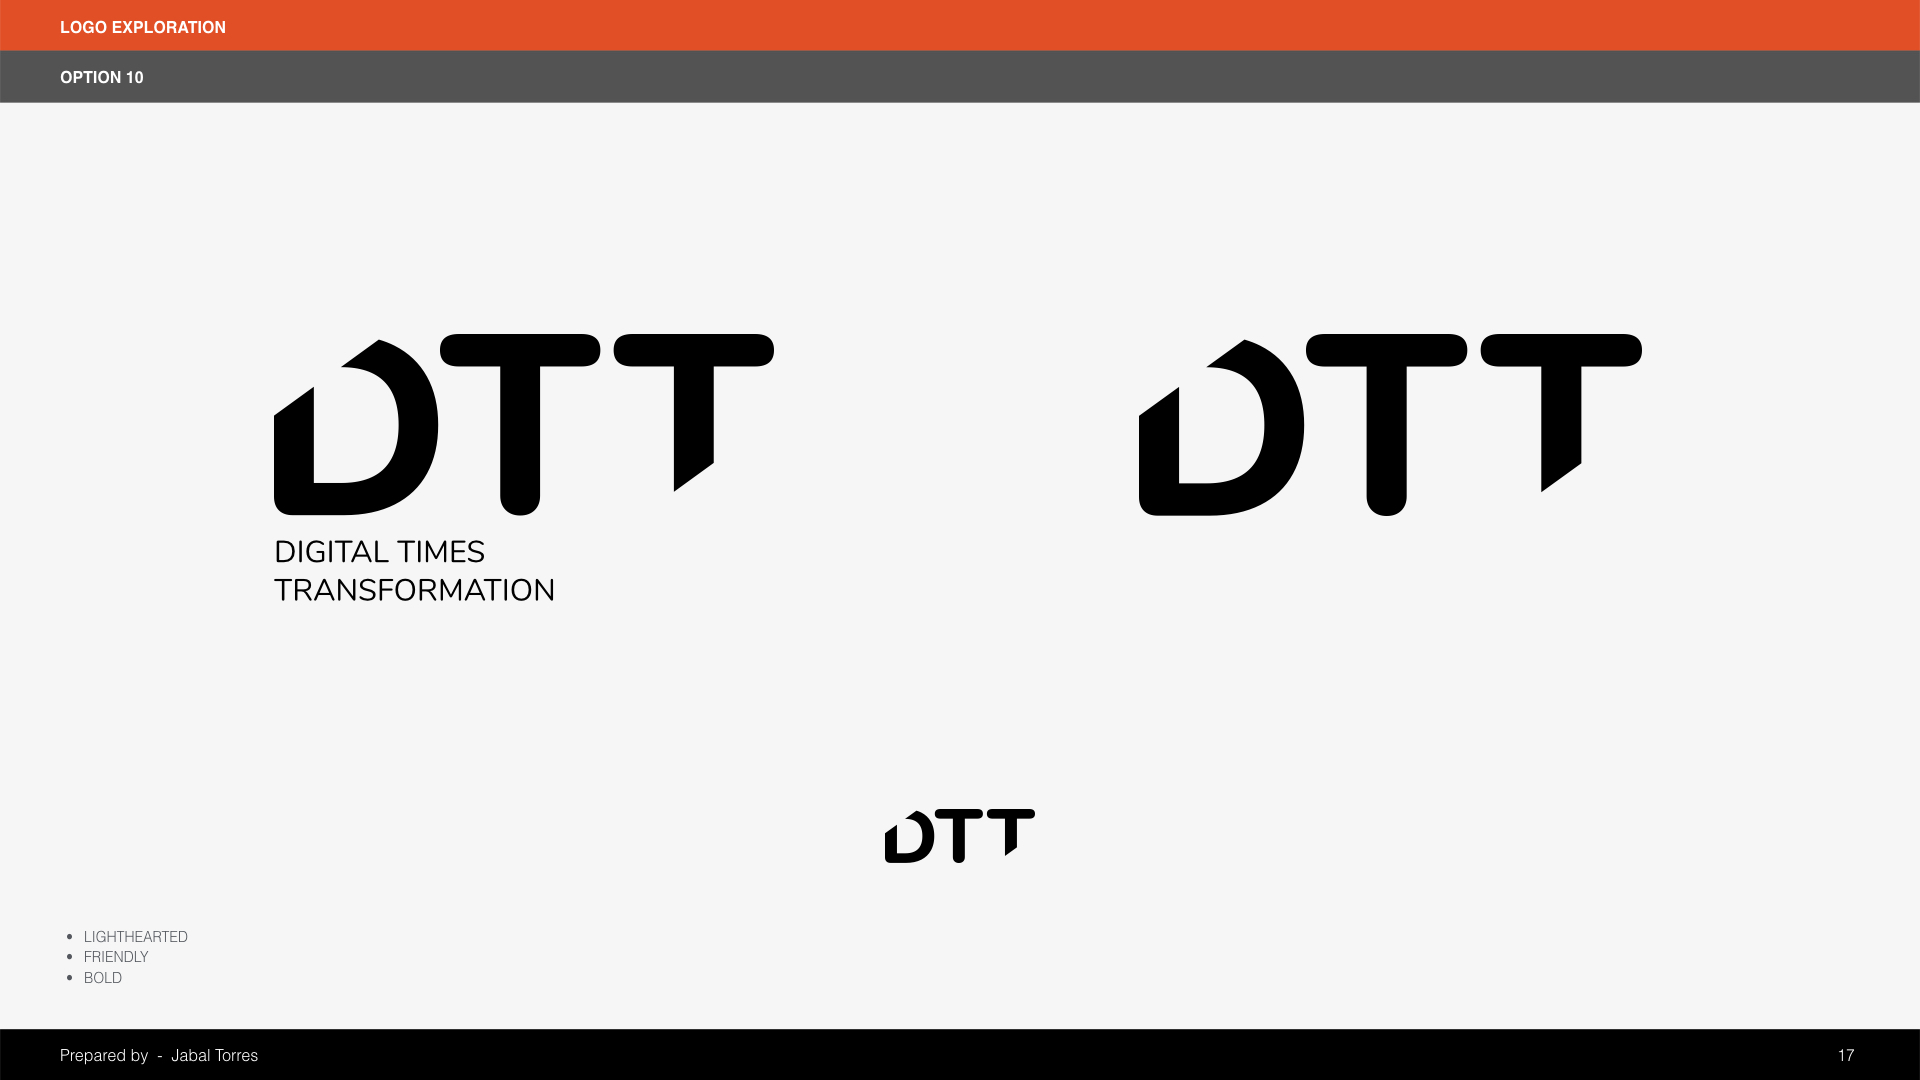 LOGO EXPLORATION
OPTION 10
DTT
DIGITAL TIMES
TRANSFORMATION
DTT
DTT
• LIGHTHEARTED
• FRIENDLY
• BOLD
Prepared by - Jabal Torres
17